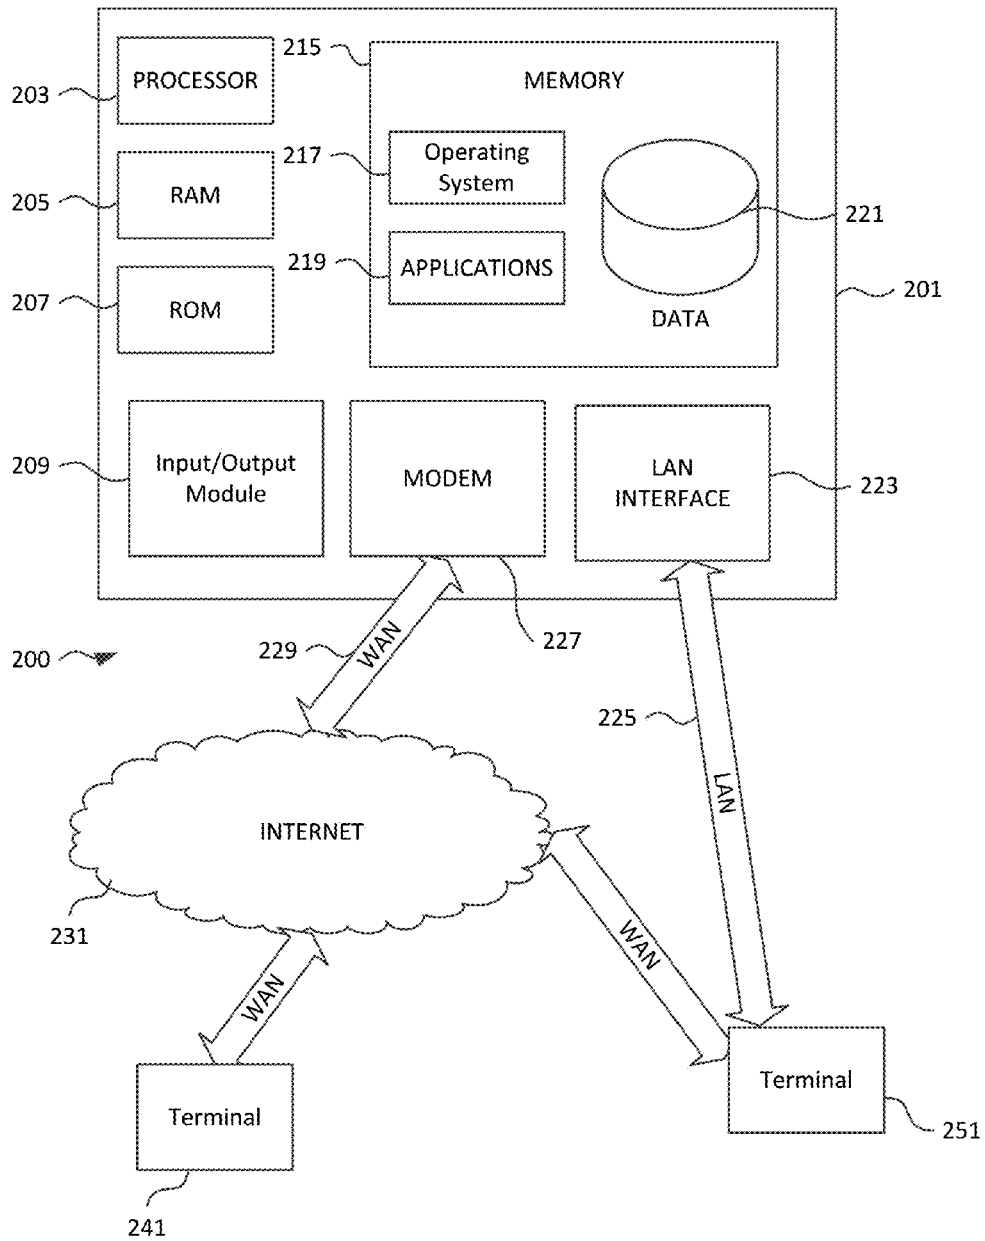 215
PROCESSOR
MEMORY
203
217
Operating
System
RAM
205
221
219
APPLICATIONS
201
207
ROM
DATA
209
Input/Output
Module
MODEM
LAN
INTERFACE
223
229
WAN
227
200
225
LAN
INTERNET
231
WAN
WAN
Terminal
251
Terminal
241